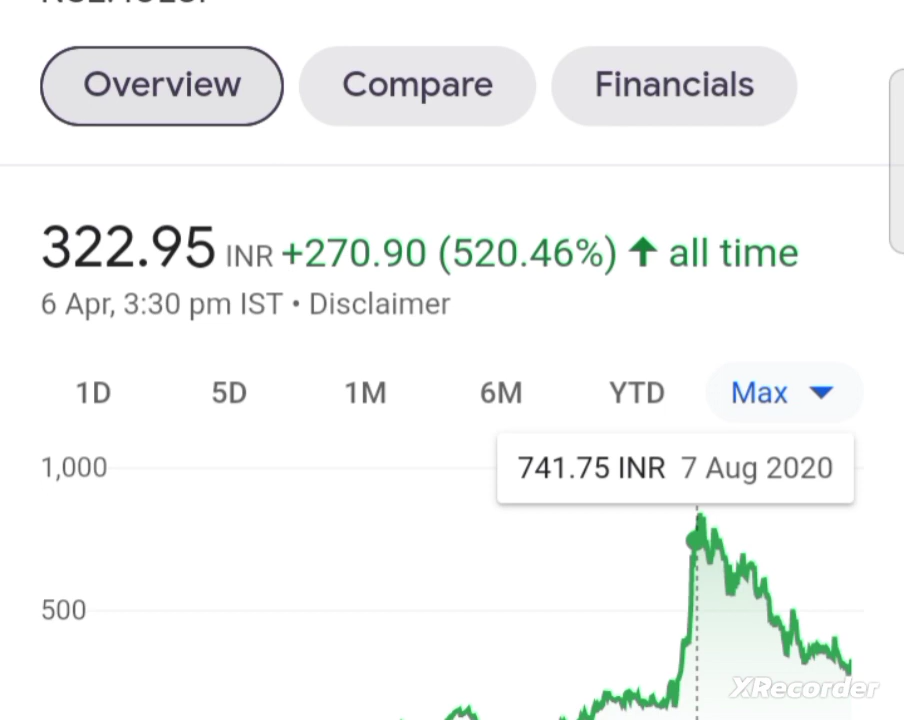 Overview Compare Financials
322.95 INR +270.90 (520.46%) ↑ all time
6 Apr, 3:30 pm IST • Disclaimer
1D 5D 1M 6M YTD Max
1,000
741.75 INR 7 Aug 2020
500
XRecorder